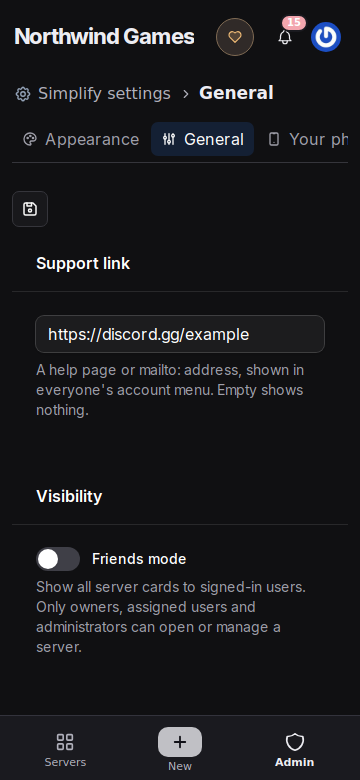 Northwind Games
15
Simplify settings › General
Appearance
General
Your ph
Support link
https://discord.gg/example
A help page or mailto: address, shown in
everyone's account menu. Empty shows
nothing.
Visibility
Friends mode
Show all server cards to signed-in users.
Only owners, assigned users and
administrators can open or manage a
server.
Servers
New
Admin